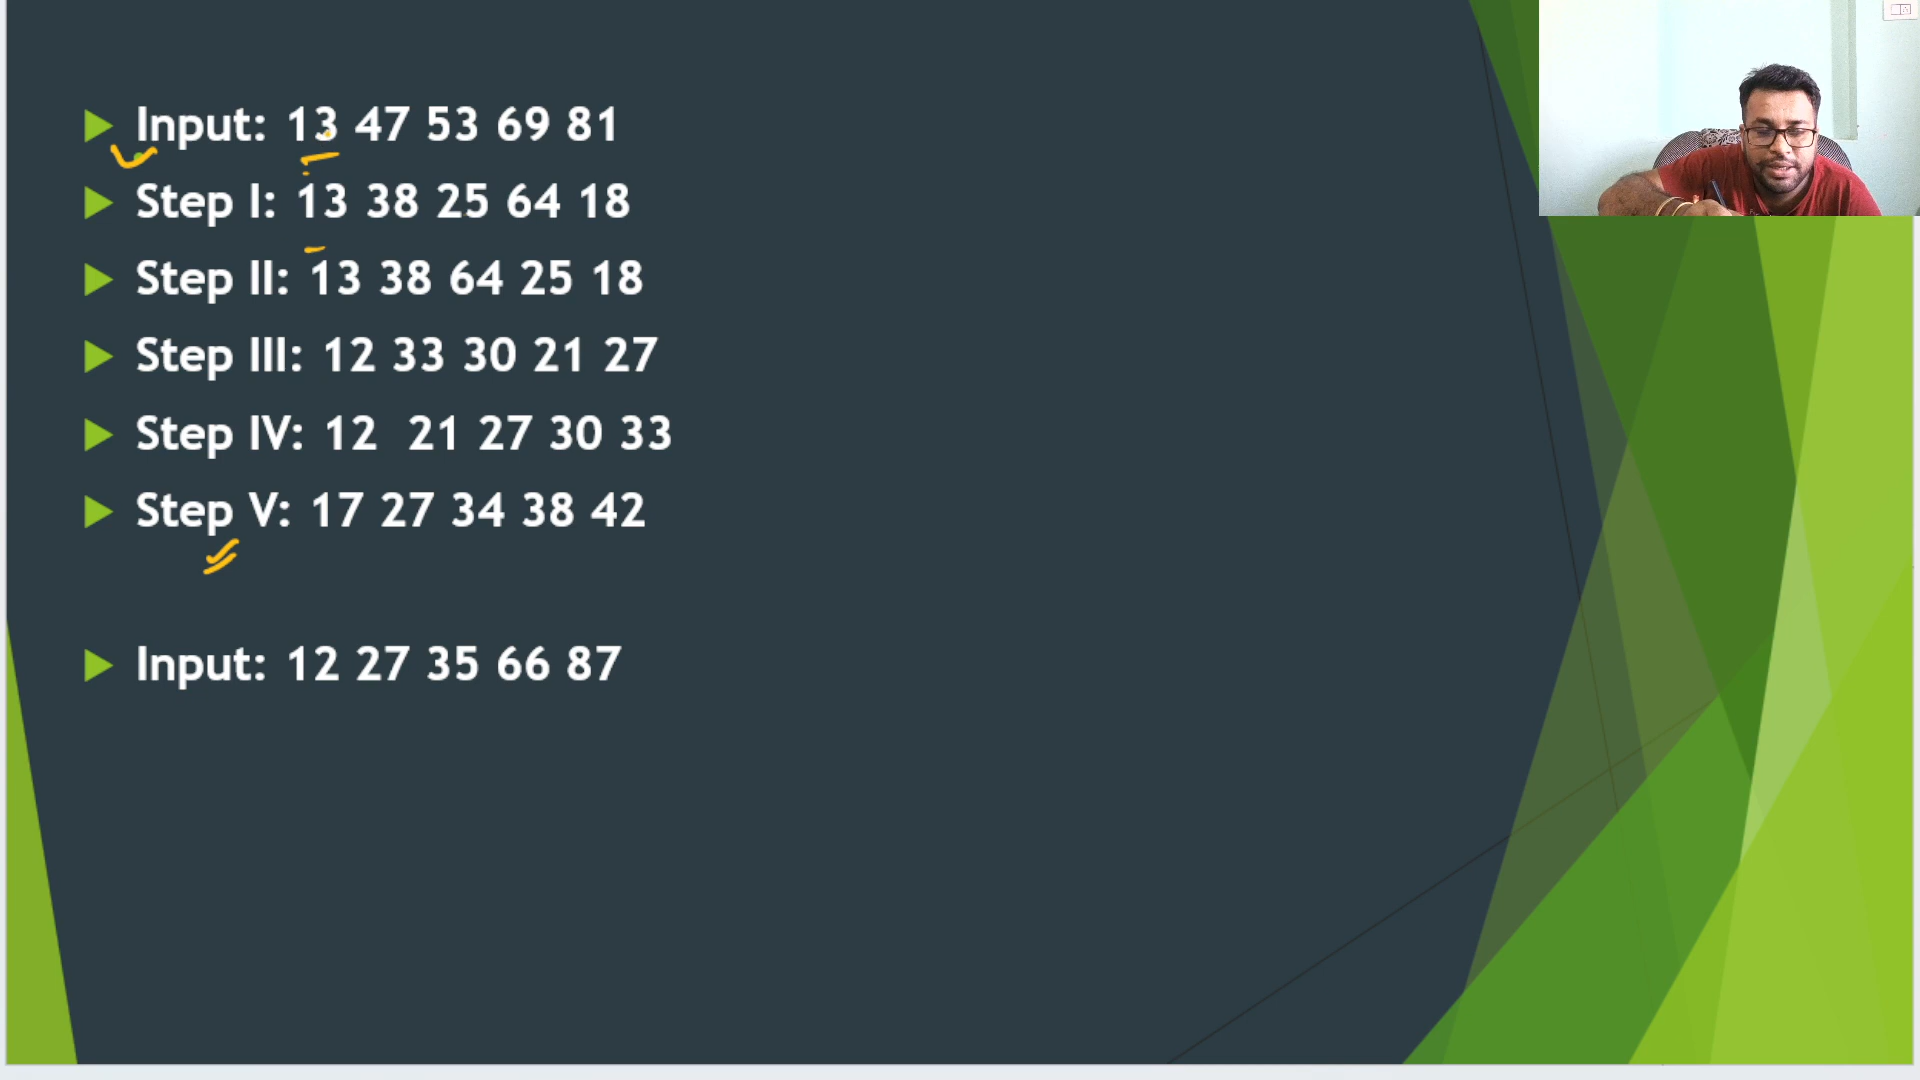 Input: 13 47 53 69 81
Step I: 13 38 25 64 18
Step II: 13 38 64 25 18
Step III: 12 33 30 21 27
Step IV: 12 21 27 30 33
Step V: 17 27 34 38 42
Input: 12 27 35 66 87